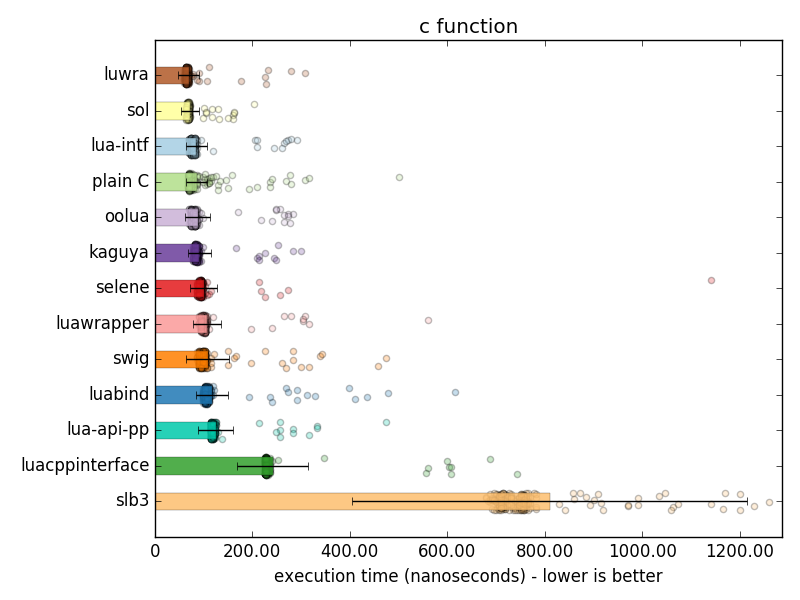 c function
luwra
sol
lua-intf
plain C
oolua
kaguya
selene
luawrapper
swig
luabind
lua-api-pp
luacppinterface
slb3
0 200.00 400.00 600.00 800.00 1000.00 1200.00
execution time (nanoseconds) - lower is better